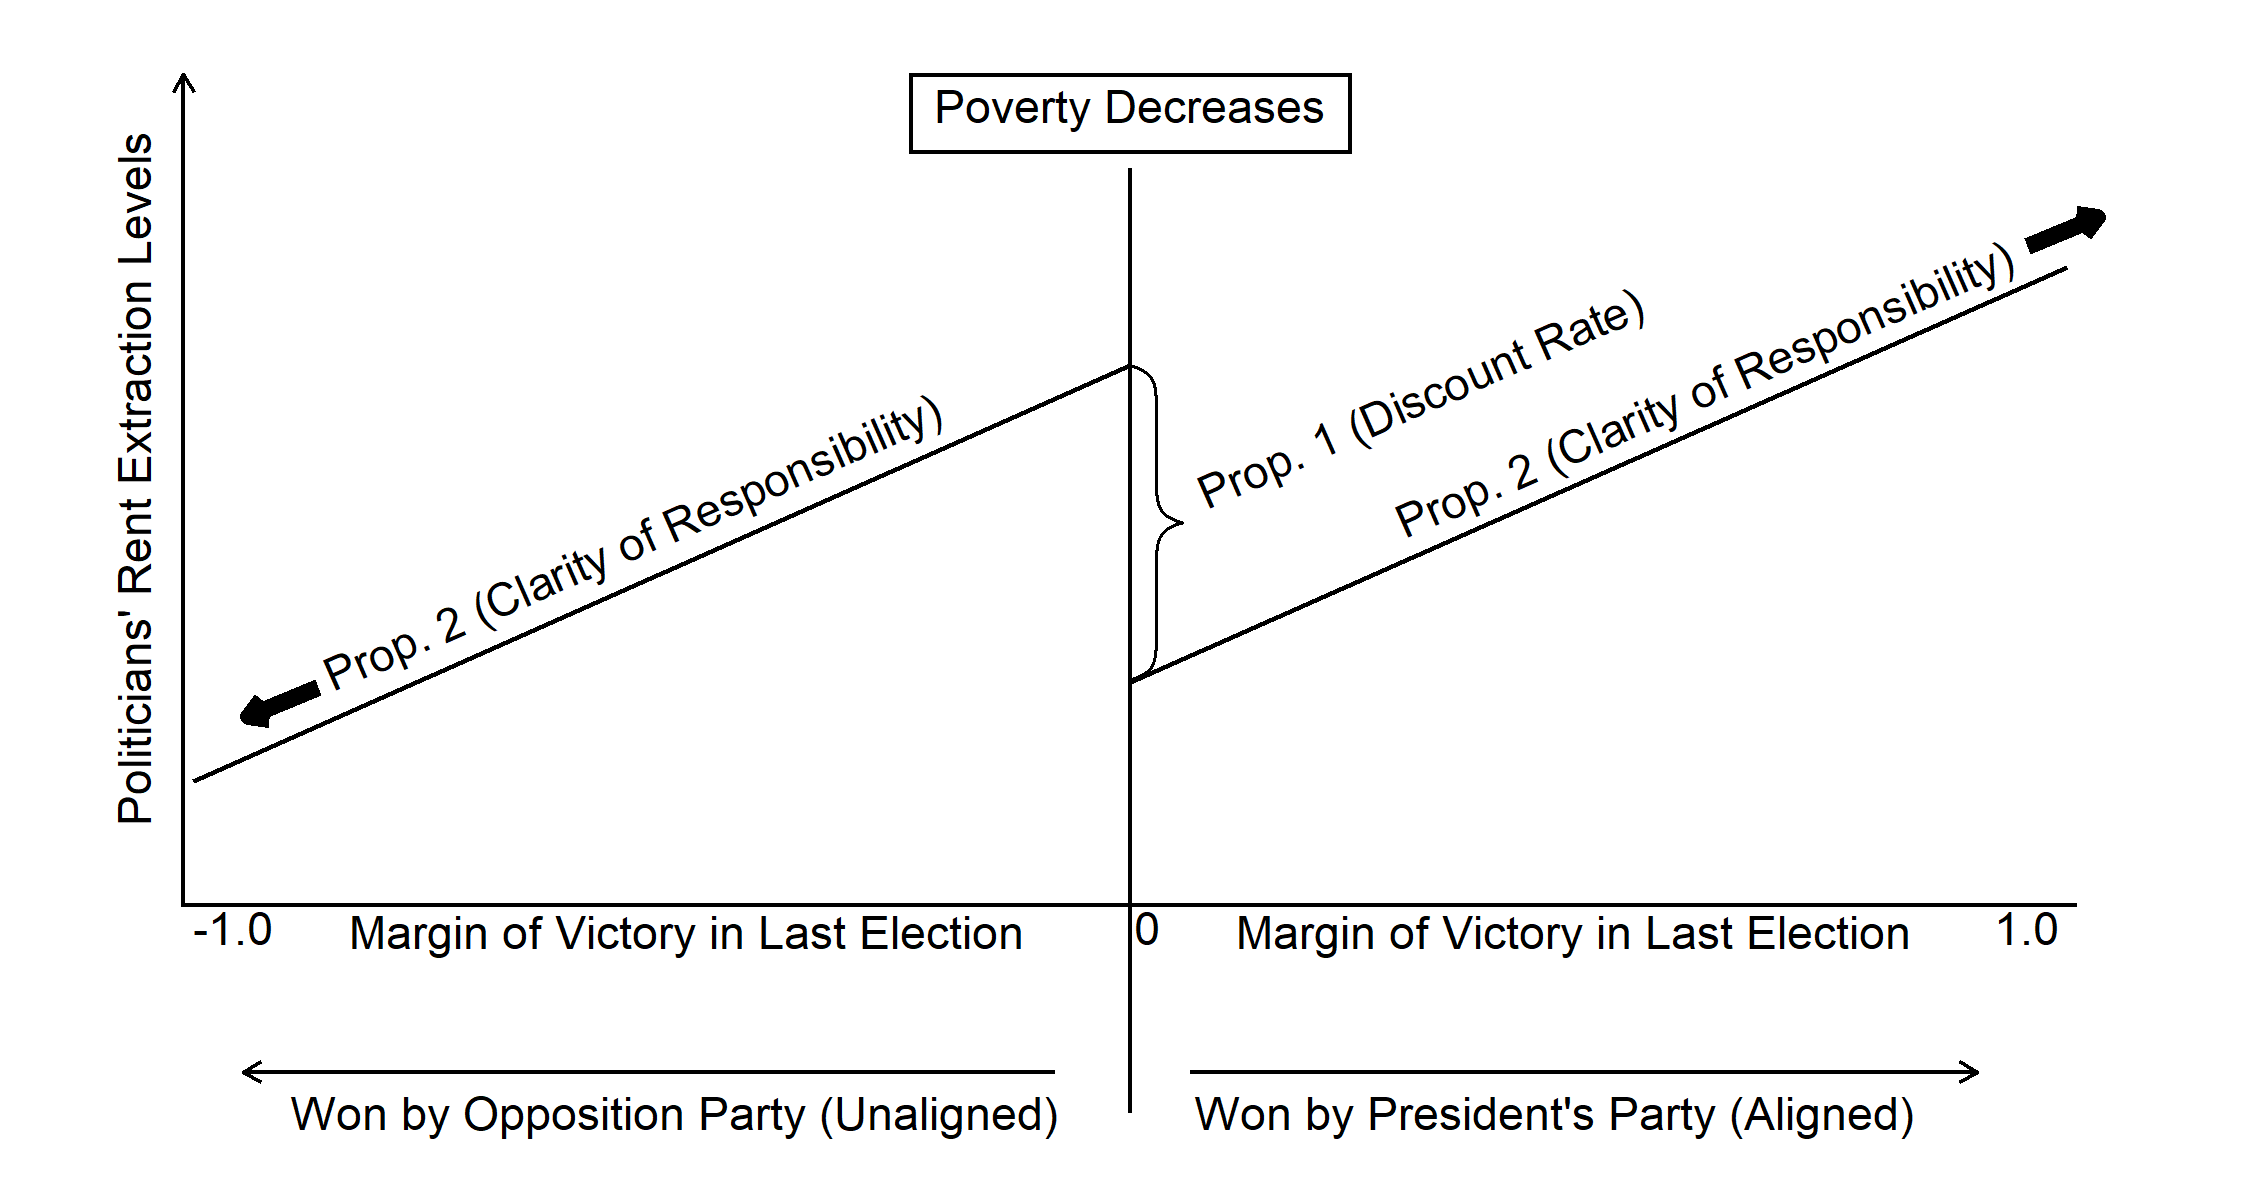 Poverty Decreases
Politicians' Rent Extraction Levels
Prop. 2 (Clarity of Responsibility)
Prop. 1 (Discount Rate)
Prop. 2 (Clarity of Responsibility)
-1.0
Margin of Victory in Last Election
0
Margin of Victory in Last Election
1.0
Won by Opposition Party (Unaligned)
Won by President's Party (Aligned)